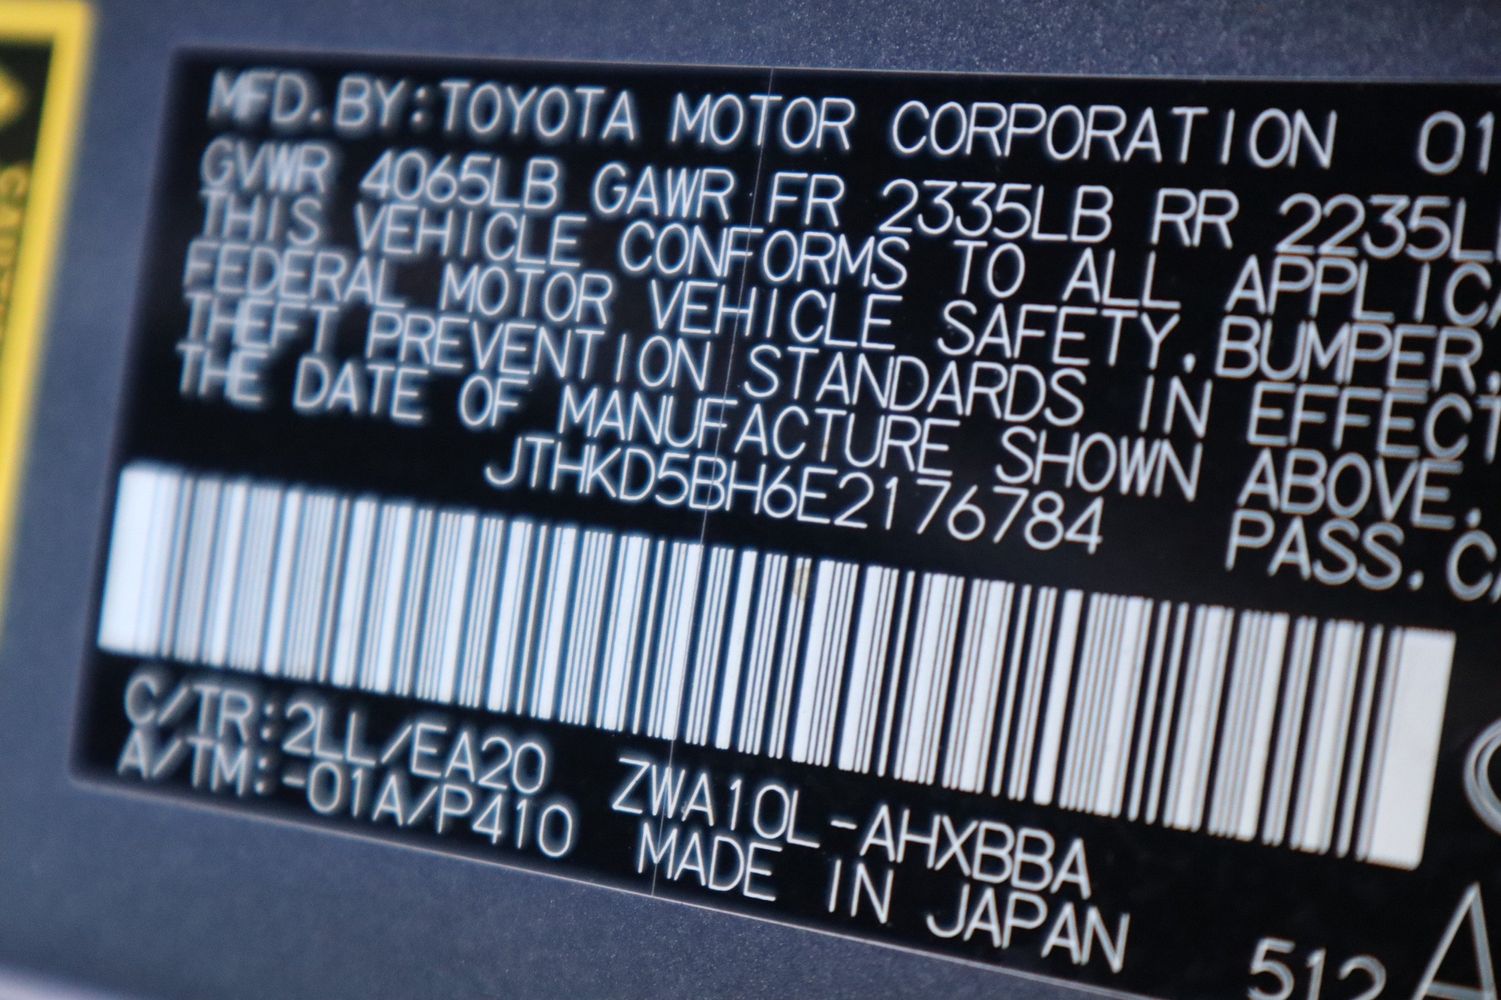 MFD.BY:TOYOTA MOTOR CORPORATION 01
GVWR 4065LB GAWR FR 2335LB RR 2235L
THIS VEHICLE CONFORMS TO ALL APPLIC
FEDERAL MOTOR VEHICLE SAFETY,BUMPER,
THEFT PREVENTION STANDARDS IN EFFECT
THE DATE OF MANUFACTURE SHOWN ABOVE.
JTHKD5BH6E2176784 PASS.C
C/TR:2LL/EA20 ZWA10L-AHXBBA
A/TM:-01A/P410 MADE IN JAPAN
512 A